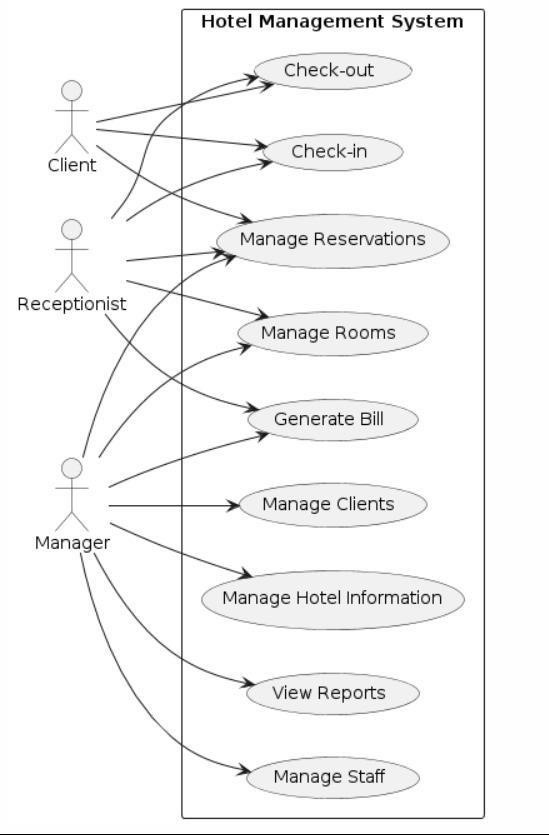 Hotel Management System
Check-out
Client
Check-in
Manage Reservations
Receptionist
Manage Rooms
Generate Bill
Manage Clients
Manager
Manage Hotel Information
View Reports
Manage Staff